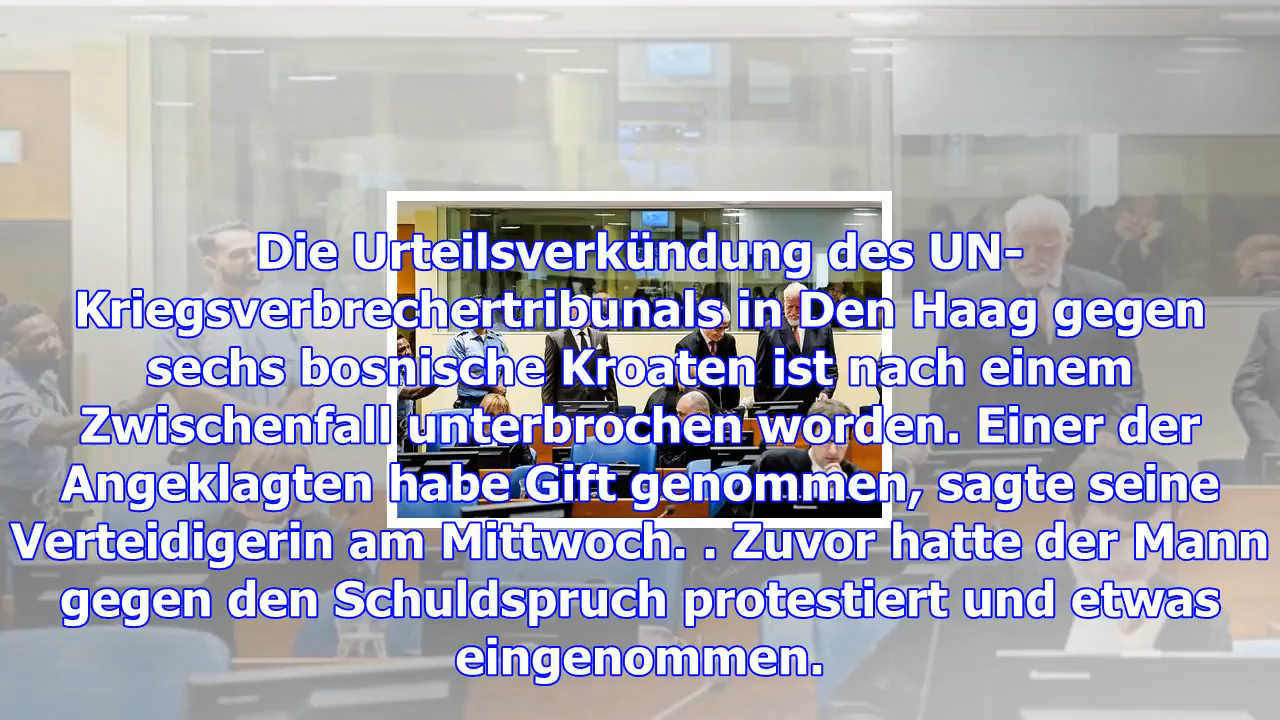 Die Urteilsverkündung des UN-
Kriegsverbrechertribunals in Den Haag gegen
sechs bosnische Kroaten ist nach einem
Zwischenfall unterbrochen worden. Einer der
Angeklagten habe Gift genommen, sagte seine
Verteidigerin am Mittwoch. . Zuvor hatte der Mann
gegen den Schuldspruch protestiert und etwas
eingenommen.